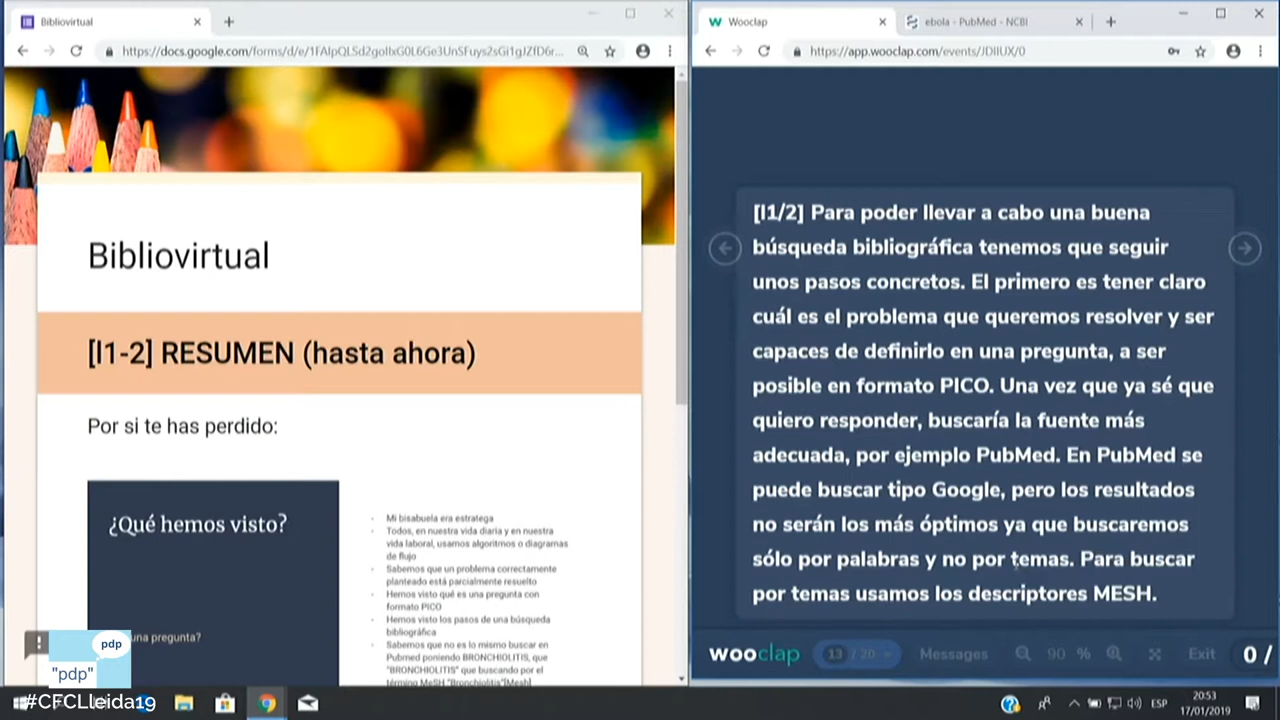 Bibliovirtual
https://docs.google.com/forms/d/e/1FAIpQLSd2golIxG0L6Ge3UnSFuys2sGi1gJZfD6r...
Bibliovirtual
[I1-2] RESUMEN (hasta ahora)
Por si te has perdido:
¿Qué hemos visto?
una pregunta?
- Mi bisabuela era estratega
- Todos, en nuestra vida diaria y en nuestra
vida laboral, usamos algoritmos o diagramas
de flujo
- Sabemos que un problema correctamente
planteado está parcialmente resuelto
- Hemos visto qué es una pregunta con
formato PICO
- Hemos visto los pasos de una búsqueda
bibliográfica
- Sabemos que no es lo mismo buscar en
Pubmed poniendo BRONCHIOLITIS, que
"BRONCHIOLITIS" que buscando por el
término MeSH "Bronchiolitis"[Mesh]
pdp
"pdp"
#CFCLleida19
Wooclap
ebola - PubMed - NCBI
https://app.wooclap.com/events/JDIIUX/0
[I1/2] Para poder llevar a cabo una buena
búsqueda bibliográfica tenemos que seguir
unos pasos concretos. El primero es tener claro
cuál es el problema que queremos resolver y ser
capaces de definirlo en una pregunta, a ser
posible en formato PICO. Una vez que ya sé que
quiero responder, buscaría la fuente más
adecuada, por ejemplo PubMed. En PubMed se
puede buscar tipo Google, pero los resultados
no serán los más óptimos ya que buscaremos
sólo por palabras y no por temas. Para buscar
por temas usamos los descriptores MESH.
wooclap
13 / 20
Messages
90 %
Exit
0 /
ESP
20:53
17/01/2019